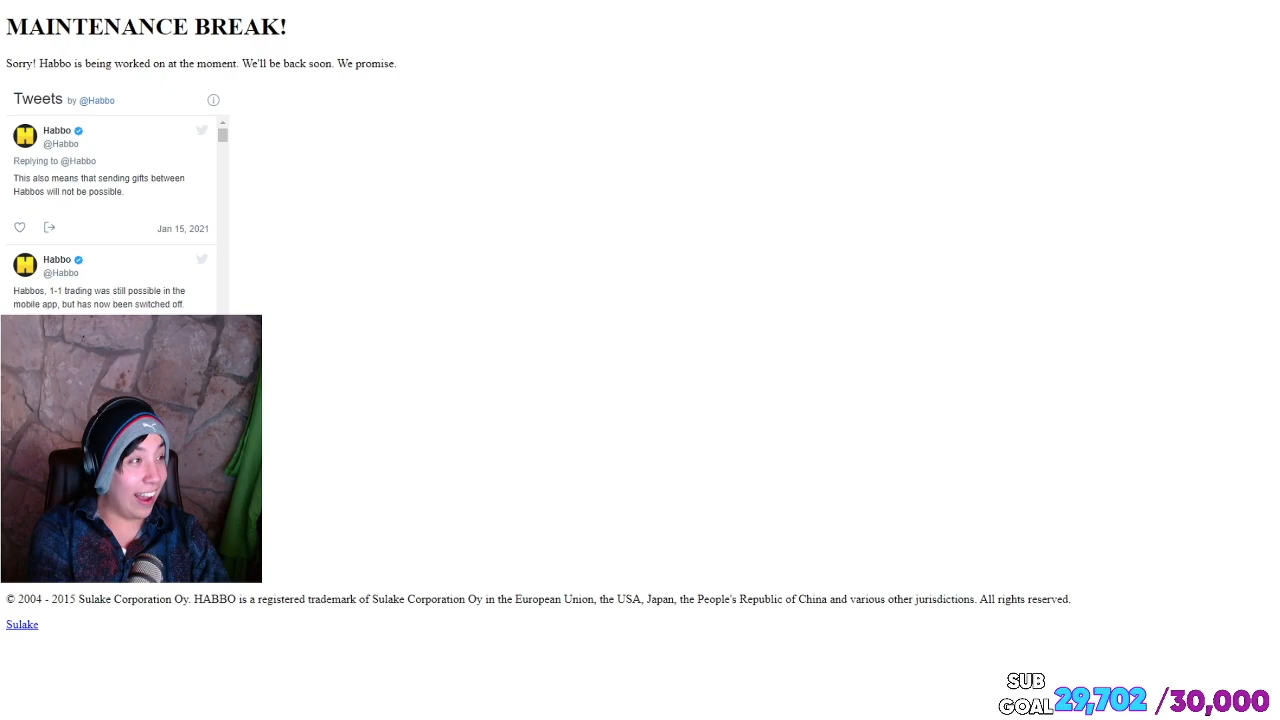 MAINTENANCE BREAK!
Sorry! Habbo is being worked on at the moment. We'll be back soon. We promise.
Tweets by @Habbo
Habbo
@Habbo
Replying to @Habbo
This also means that sending gifts between
Habbos will not be possible.
Jan 15, 2021
Habbo
@Habbo
Habbos, 1-1 trading was still possible in the
mobile app, but has now been switched off.
© 2004 - 2015 Sulake Corporation Oy. HABBO is a registered trademark of Sulake Corporation Oy in the European Union, the USA, Japan, the People's Republic of China and various other jurisdictions. All rights reserved.
Sulake
SUB
GOAL 29,702 /30,000